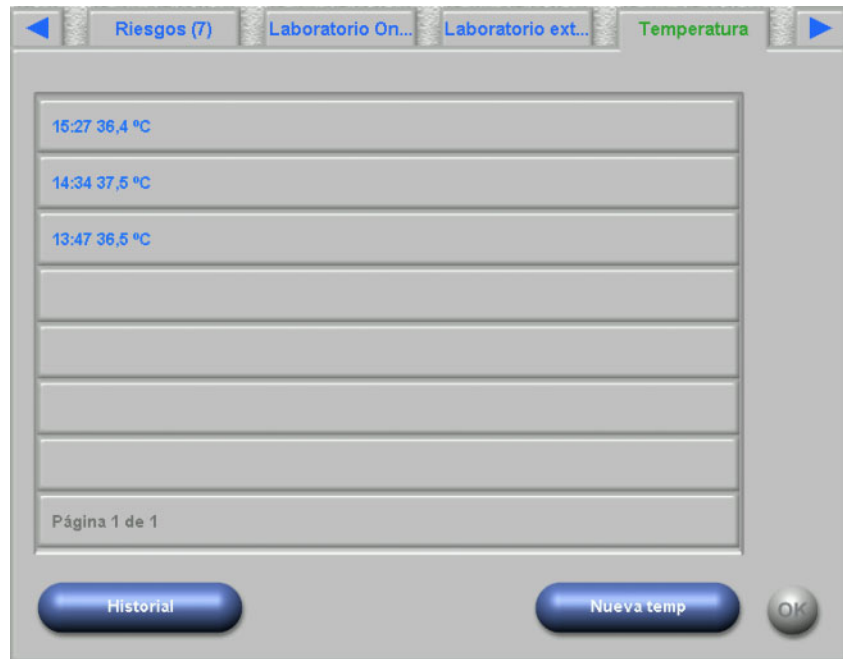 Riesgos (7)
Laboratorio On...
Laboratorio ext...
Temperatura
15:27 36,4 ºC
14:34 37,5 ºC
13:47 36,5 ºC
Página 1 de 1
Historial
Nueva temp
OK